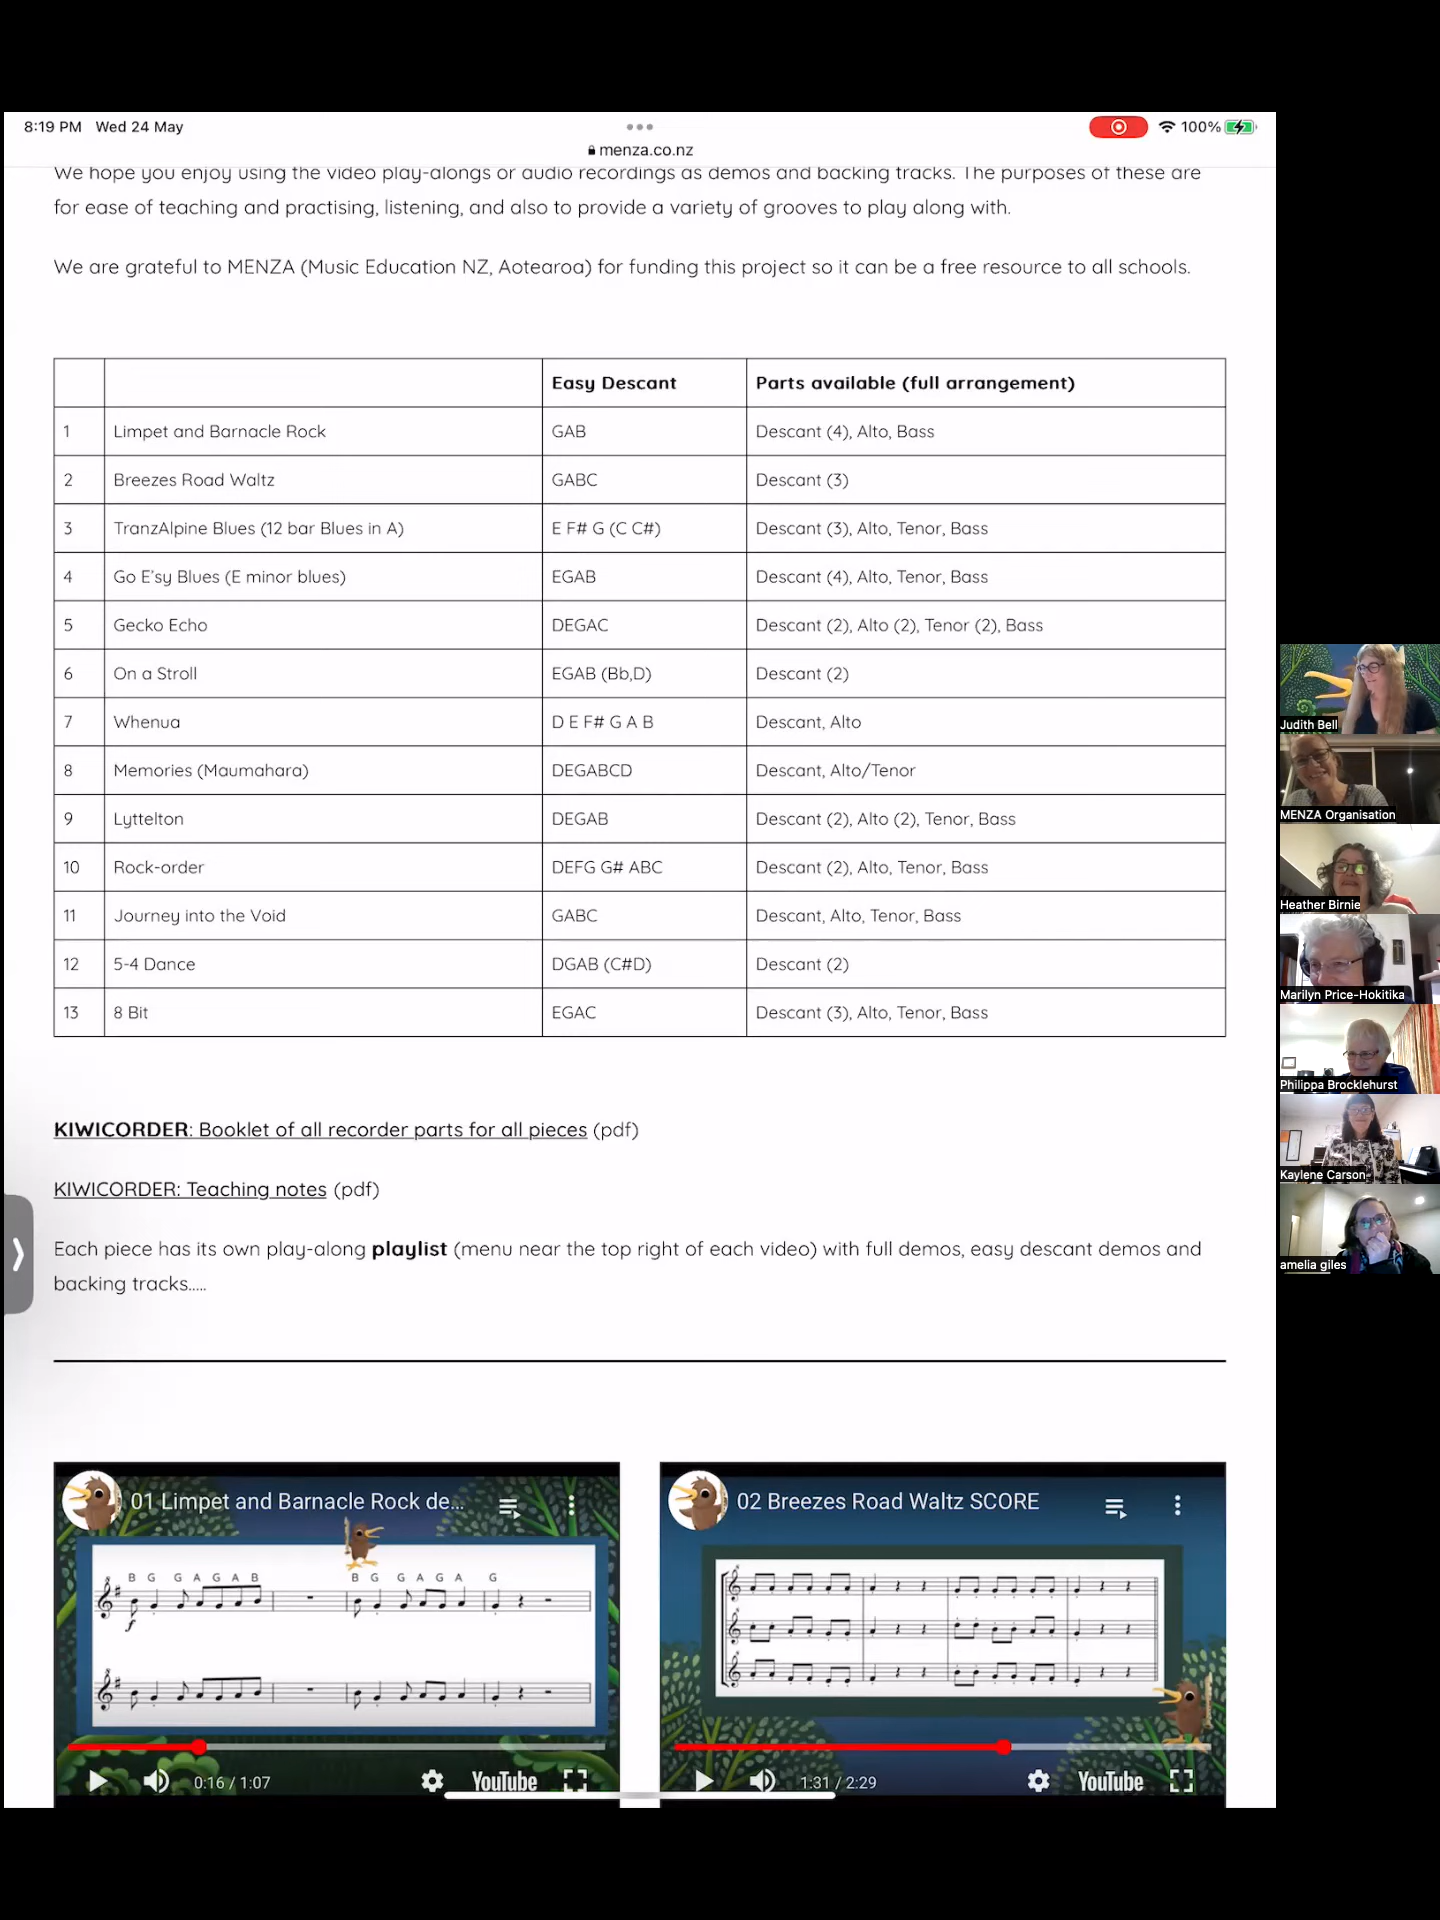 8:19 PM Wed 24 May
100%
menza.co.nz
We hope you enjoy using the video play-alongs or audio recordings as demos and backing tracks. The purposes of these are
for ease of teaching and practising, listening, and also to provide a variety of grooves to play along with.
We are grateful to MENZA (Music Education NZ, Aotearoa) for funding this project so it can be a free resource to all schools.
Easy Descant Parts available (full arrangement)
1 Limpet and Barnacle Rock GAB Descant (4), Alto, Bass
2 Breezes Road Waltz GABC Descant (3)
3 TranzAlpine Blues (12 bar Blues in A) E F# G (C C#) Descant (3), Alto, Tenor, Bass
4 Go E'sy Blues (E minor blues) EGAB Descant (4), Alto, Tenor, Bass
5 Gecko Echo DEGAC Descant (2), Alto (2), Tenor (2), Bass
6 On a Stroll EGAB (Bb,D) Descant (2)
7 Whenua D E F# G A B Descant, Alto
8 Memories (Maumahara) DEGABCD Descant, Alto/Tenor
9 Lyttelton DEGAB Descant (2), Alto (2), Tenor, Bass
10 Rock-order DEFG G# ABC Descant (2), Alto, Tenor, Bass
11 Journey into the Void GABC Descant, Alto, Tenor, Bass
12 5-4 Dance DGAB (C#D) Descant (2)
13 8 Bit EGAC Descant (3), Alto, Tenor, Bass
KIWICORDER: Booklet of all recorder parts for all pieces (pdf)
KIWICORDER: Teaching notes (pdf)
Each piece has its own play-along playlist (menu near the top right of each video) with full demos, easy descant demos and
backing tracks.....
01 Limpet and Barnacle Rock de...
B G G A G A B B G G A G A G
f
0:16 / 1:07 YouTube
02 Breezes Road Waltz SCORE
1:31 / 2:29 YouTube
Judith Bell
MENZA Organisation
Heather Birnie
Marilyn Price-Hokitika
Philippa Brocklehurst
Kaylene Carson
amelia giles